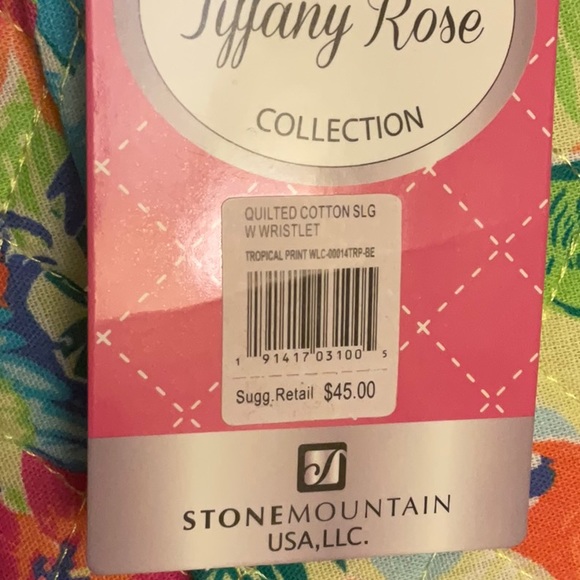 Tiffany Rose
COLLECTION
QUILTED COTTON SLG
W WRISTLET
TROPICAL PRINT WLC-00014TRP-BE
1 91417 03100 5
Sugg.Retail $45.00
STONEMOUNTAIN
USA,LLC.